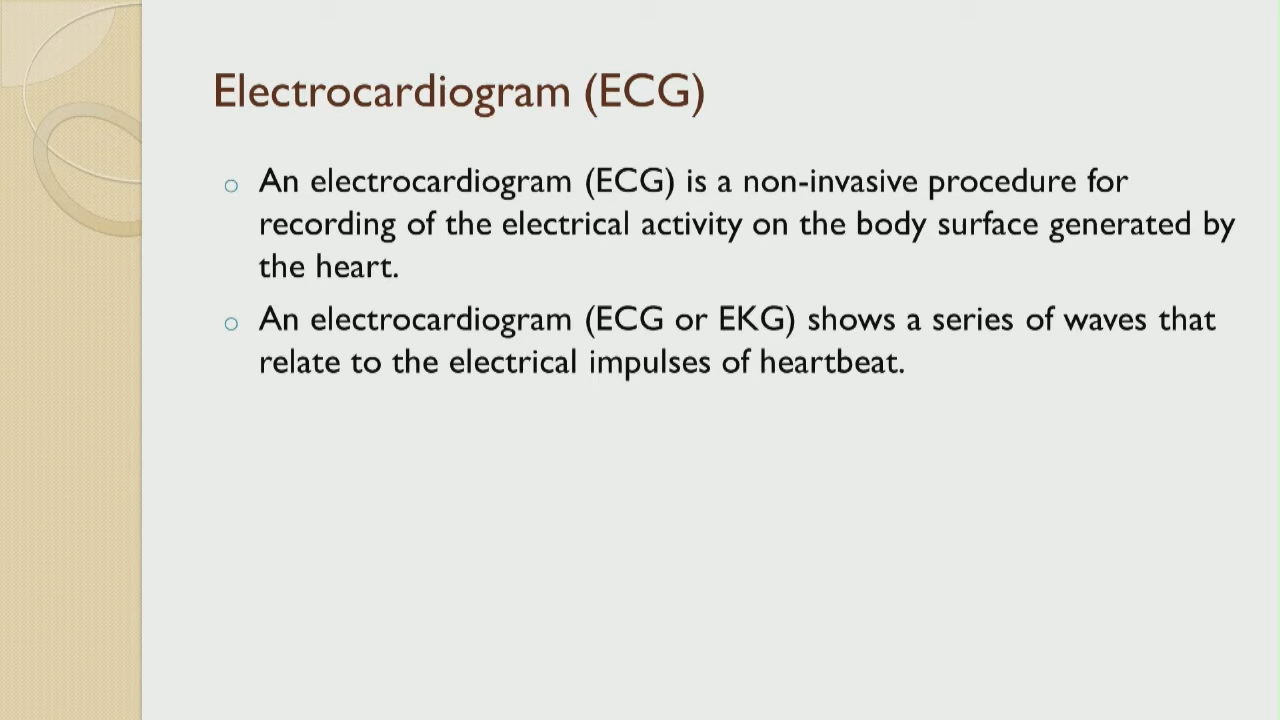 Electrocardiogram (ECG)
An electrocardiogram (ECG) is a non-invasive procedure for
recording of the electrical activity on the body surface generated by
the heart.
An electrocardiogram (ECG or EKG) shows a series of waves that
relate to the electrical impulses of heartbeat.